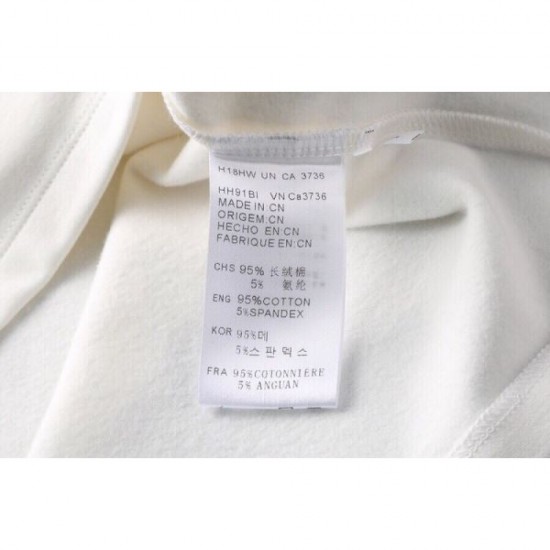 H18HW UN CA 3736
HH91BI VN Ca3736
MADE IN:CN
ORIGEM:CN
HECHO EN:CN
FABRIQUE EN:CN
CHS 95% 长绒棉
5% 氨纶
ENG 95%COTTON
5%SPANDEX
KOR 95%메
5%스판덱스
FRA 95%COTONNIERE
5% ANGUAN